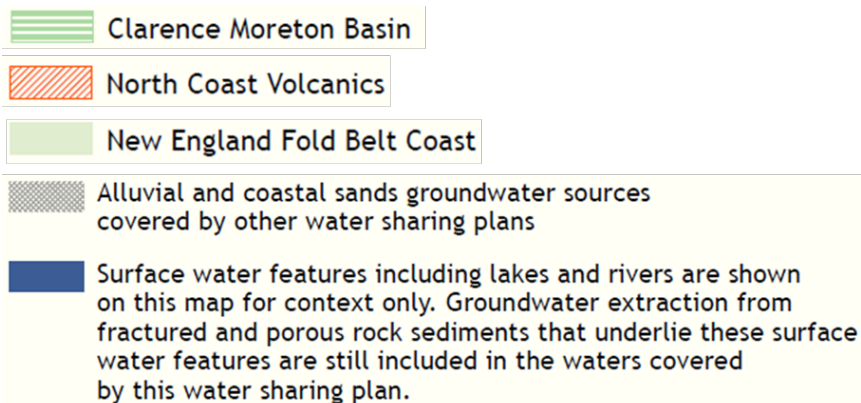 Clarence Moreton Basin
North Coast Volcanics
New England Fold Belt Coast
Alluvial and coastal sands groundwater sources
covered by other water sharing plans
Surface water features including lakes and rivers are shown
on this map for context only. Groundwater extraction from
fractured and porous rock sediments that underlie these surface
water features are still included in the waters covered
by this water sharing plan.